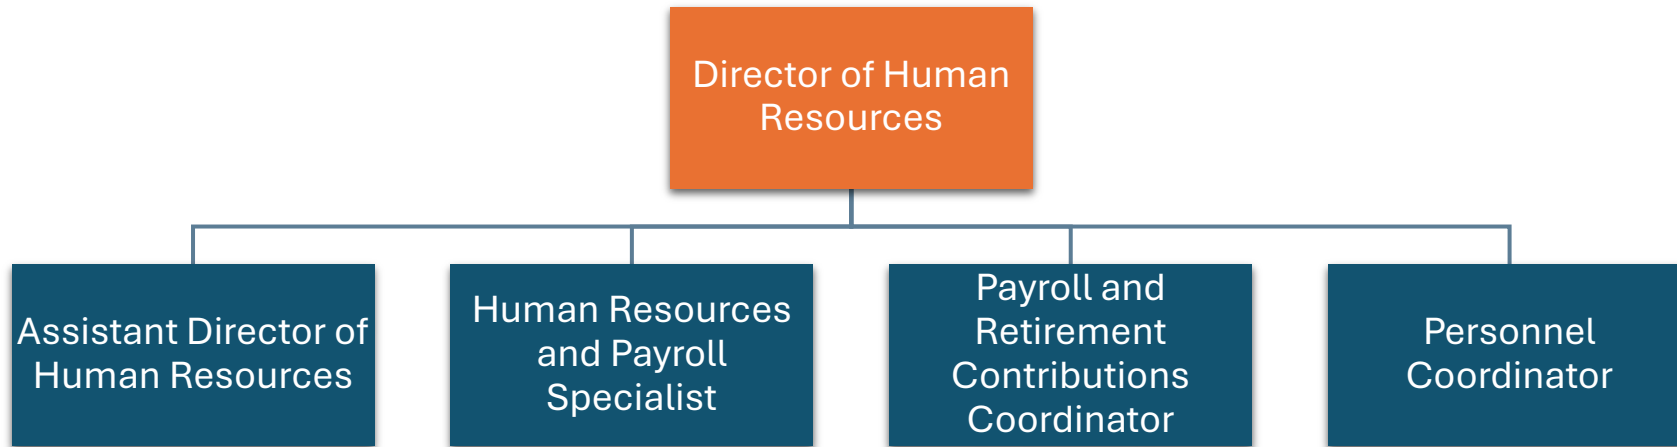 Director of Human
Resources
Assistant Director of
Human Resources
Human Resources
and Payroll
Specialist
Payroll and
Retirement
Contributions
Coordinator
Personnel
Coordinator